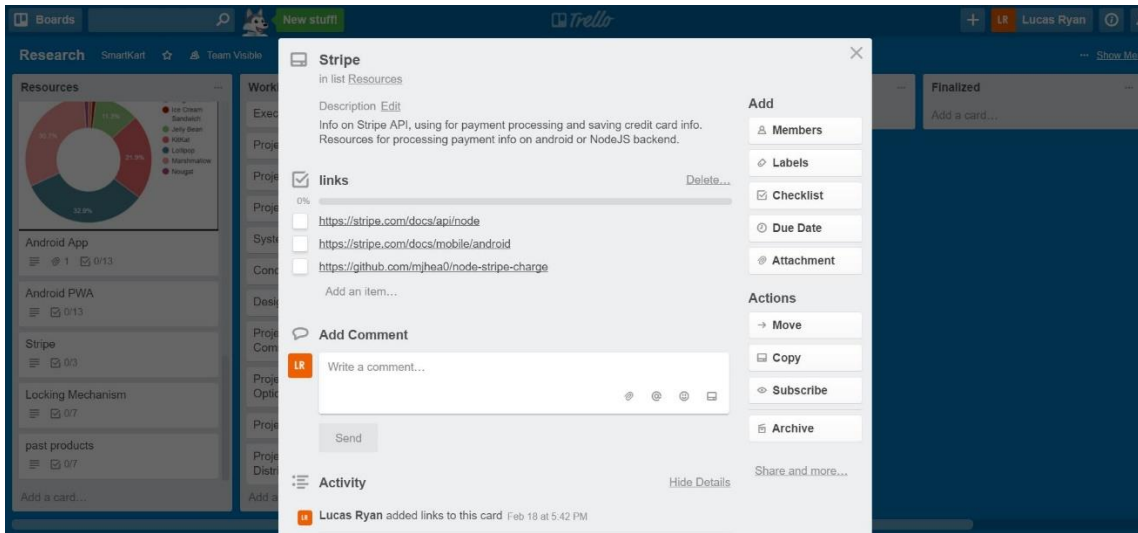 Boards
New stuff!
Trello
LR Lucas Ryan
Research SmartKart Team Visible
Show Me
Resources
11.9%
Ice Cream Sandwich
Jelly Bean
KitKat
Lollipop
Marshmallow
Nougat
32.9%
Android App
1 0/13
Android PWA
0/13
Stripe
0/3
Locking Mechanism
0/7
past products
0/7
Add a card...
Work
Exec
Proje
Proje
Proje
Syste
Conc
Desi
Proje
Com
Proje
Optio
Proje
Proje
Distri
Add a
Stripe
in list Resources
Description Edit
Info on Stripe API, using for payment processing and saving credit card info.
Resources for processing payment info on android or NodeJS backend.
links Delete...
0%
https://stripe.com/docs/api/node
https://stripe.com/docs/mobile/android
https://github.com/mjhea0/node-stripe-charge
Add an item...
Add Comment
LR
Write a comment...
Send
Activity Hide Details
LR Lucas Ryan added links to this card Feb 18 at 5:42 PM
Add
Members
Labels
Checklist
Due Date
Attachment
Actions
Move
Copy
Subscribe
Archive
Share and more...
Finalized
Add a card...